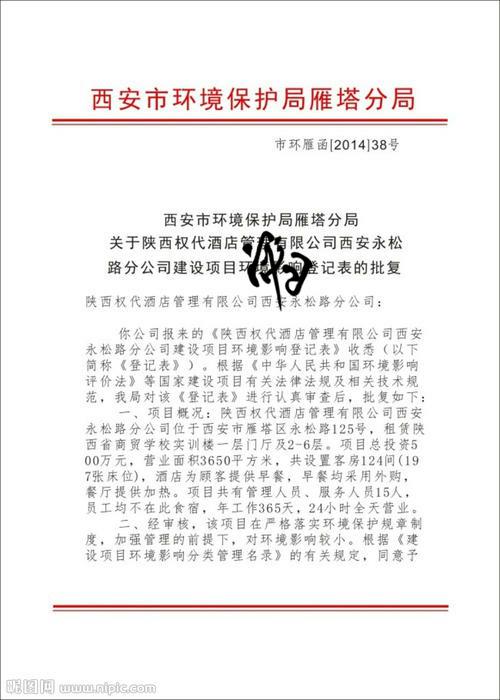 西安市环境保护局雁塔分局
市环雁函[2014]38号
西安市环境保护局雁塔分局
关于陕西权代酒店管理有限公司西安永松
路分公司建设项目环境影响登记表的批复
陕西权代酒店管理有限公司西安永松路分公司：
你公司报来的《陕西权代酒店管理有限公司西安
永松路分公司建设项目环境影响登记表》收悉（以下
简称《登记表》）。根据《中华人民共和国环境影响
评价法》等国家建设项目有关法律法规及相关技术规
范，我局对该《登记表》进行认真审查后，批复如下：
一、项目概况：陕西权代酒店管理有限公司西安
永松路分公司位于西安市雁塔区永松路125号，租赁陕
西省商贸学校实训楼一层门厅及2-6层。项目总投资5
00万元，营业面积3650平方米，共设置客房124间(19
7张床位)，酒店为顾客提供早餐，早餐均采用外购，
餐厅提供加热。项目共有管理人员、服务人员15人，
员工均不在此食宿，年工作365天，24小时全天营业。
二、经审核，该项目在严格落实环境保护规章制
度，加强管理的前提下，对环境影响较小。根据《建
设项目环境影响分类管理名录》的有关规定，同意予
昵图网
www.nipic.com